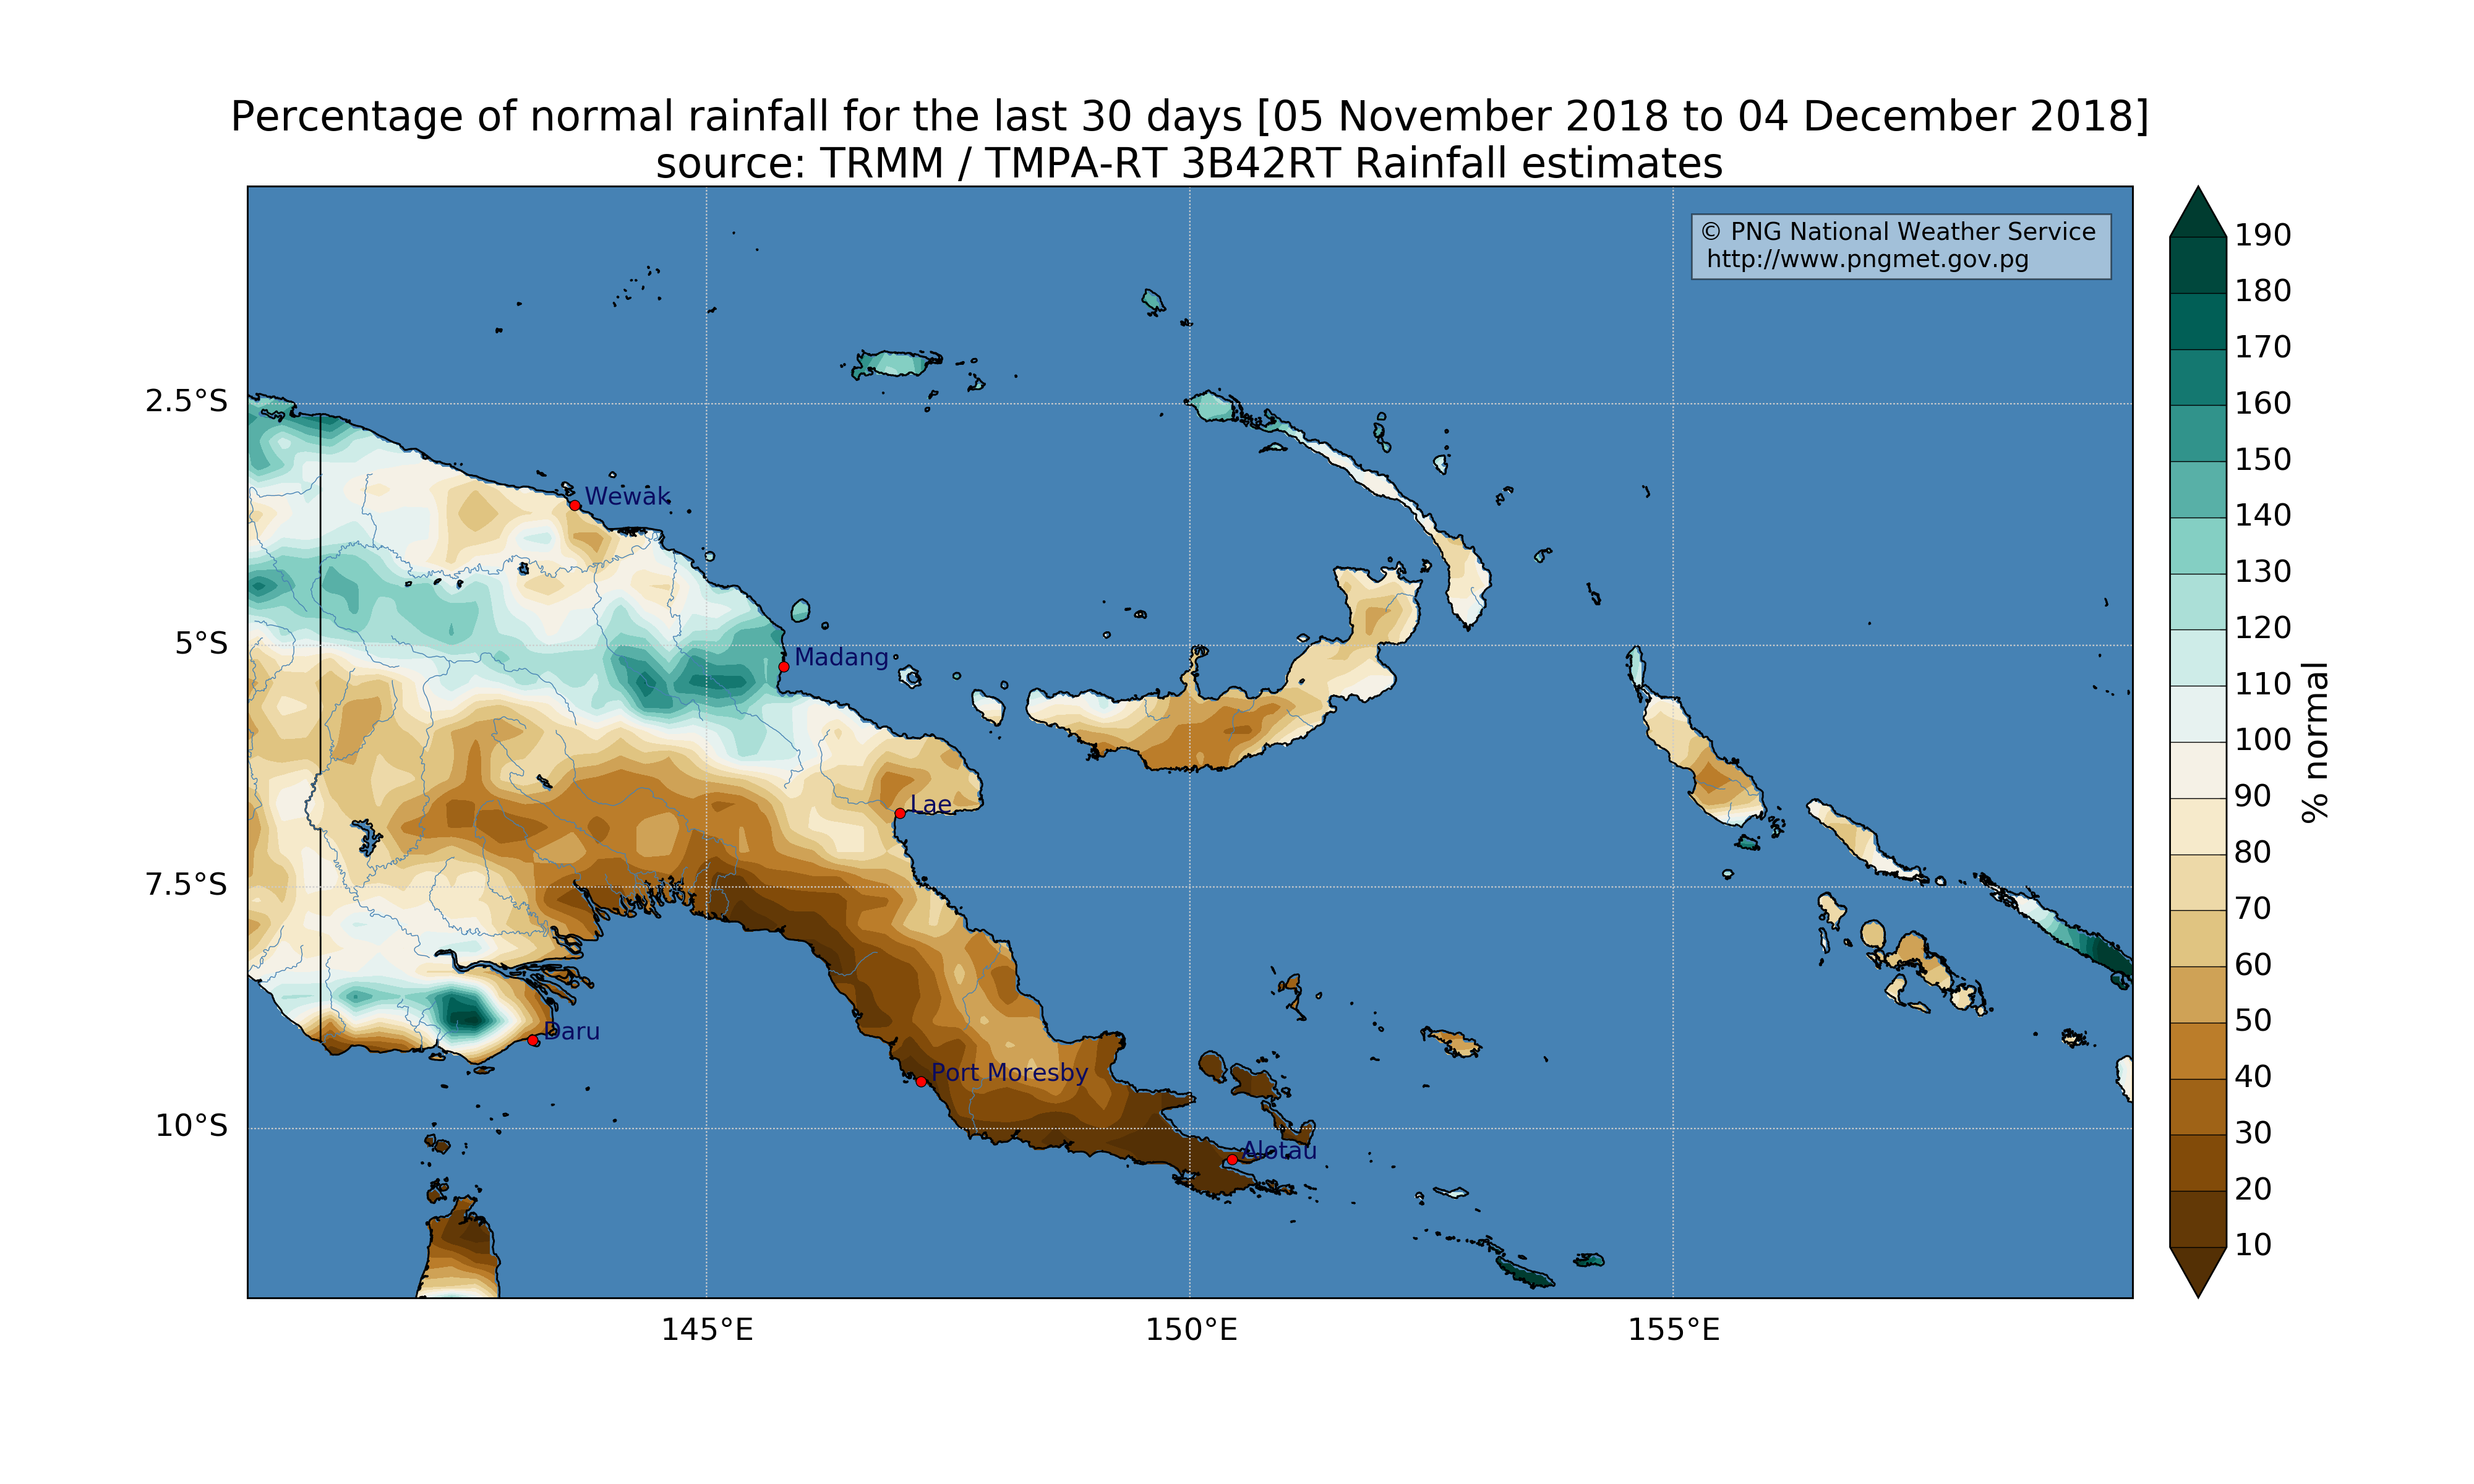 Percentage of normal rainfall for the last 30 days [05 November 2018 to 04 December 2018]
source: TRMM / TMPA-RT 3B42RT Rainfall estimates
© PNG National Weather Service
http://www.pngmet.gov.pg
190
180
170
160
150
140
130
120
110
100
90
80
70
60
50
40
30
20
10
% normal
2.5°S
5°S
7.5°S
10°S
Wewak
Madang
Lae
Daru
Port Moresby
Alotau
145°E
150°E
155°E